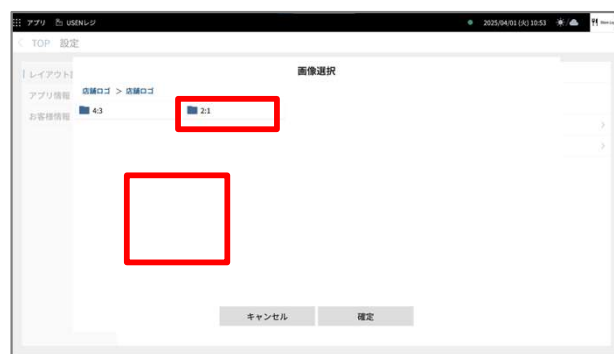 アプリ USENレジ 2025/04/01 (火) 10:53
TOP 設定
画像選択
レイアウト
アプリ情報
お客様情報
店舗ロゴ > 店舗ロゴ
4:3 2:1
キャンセル 確定